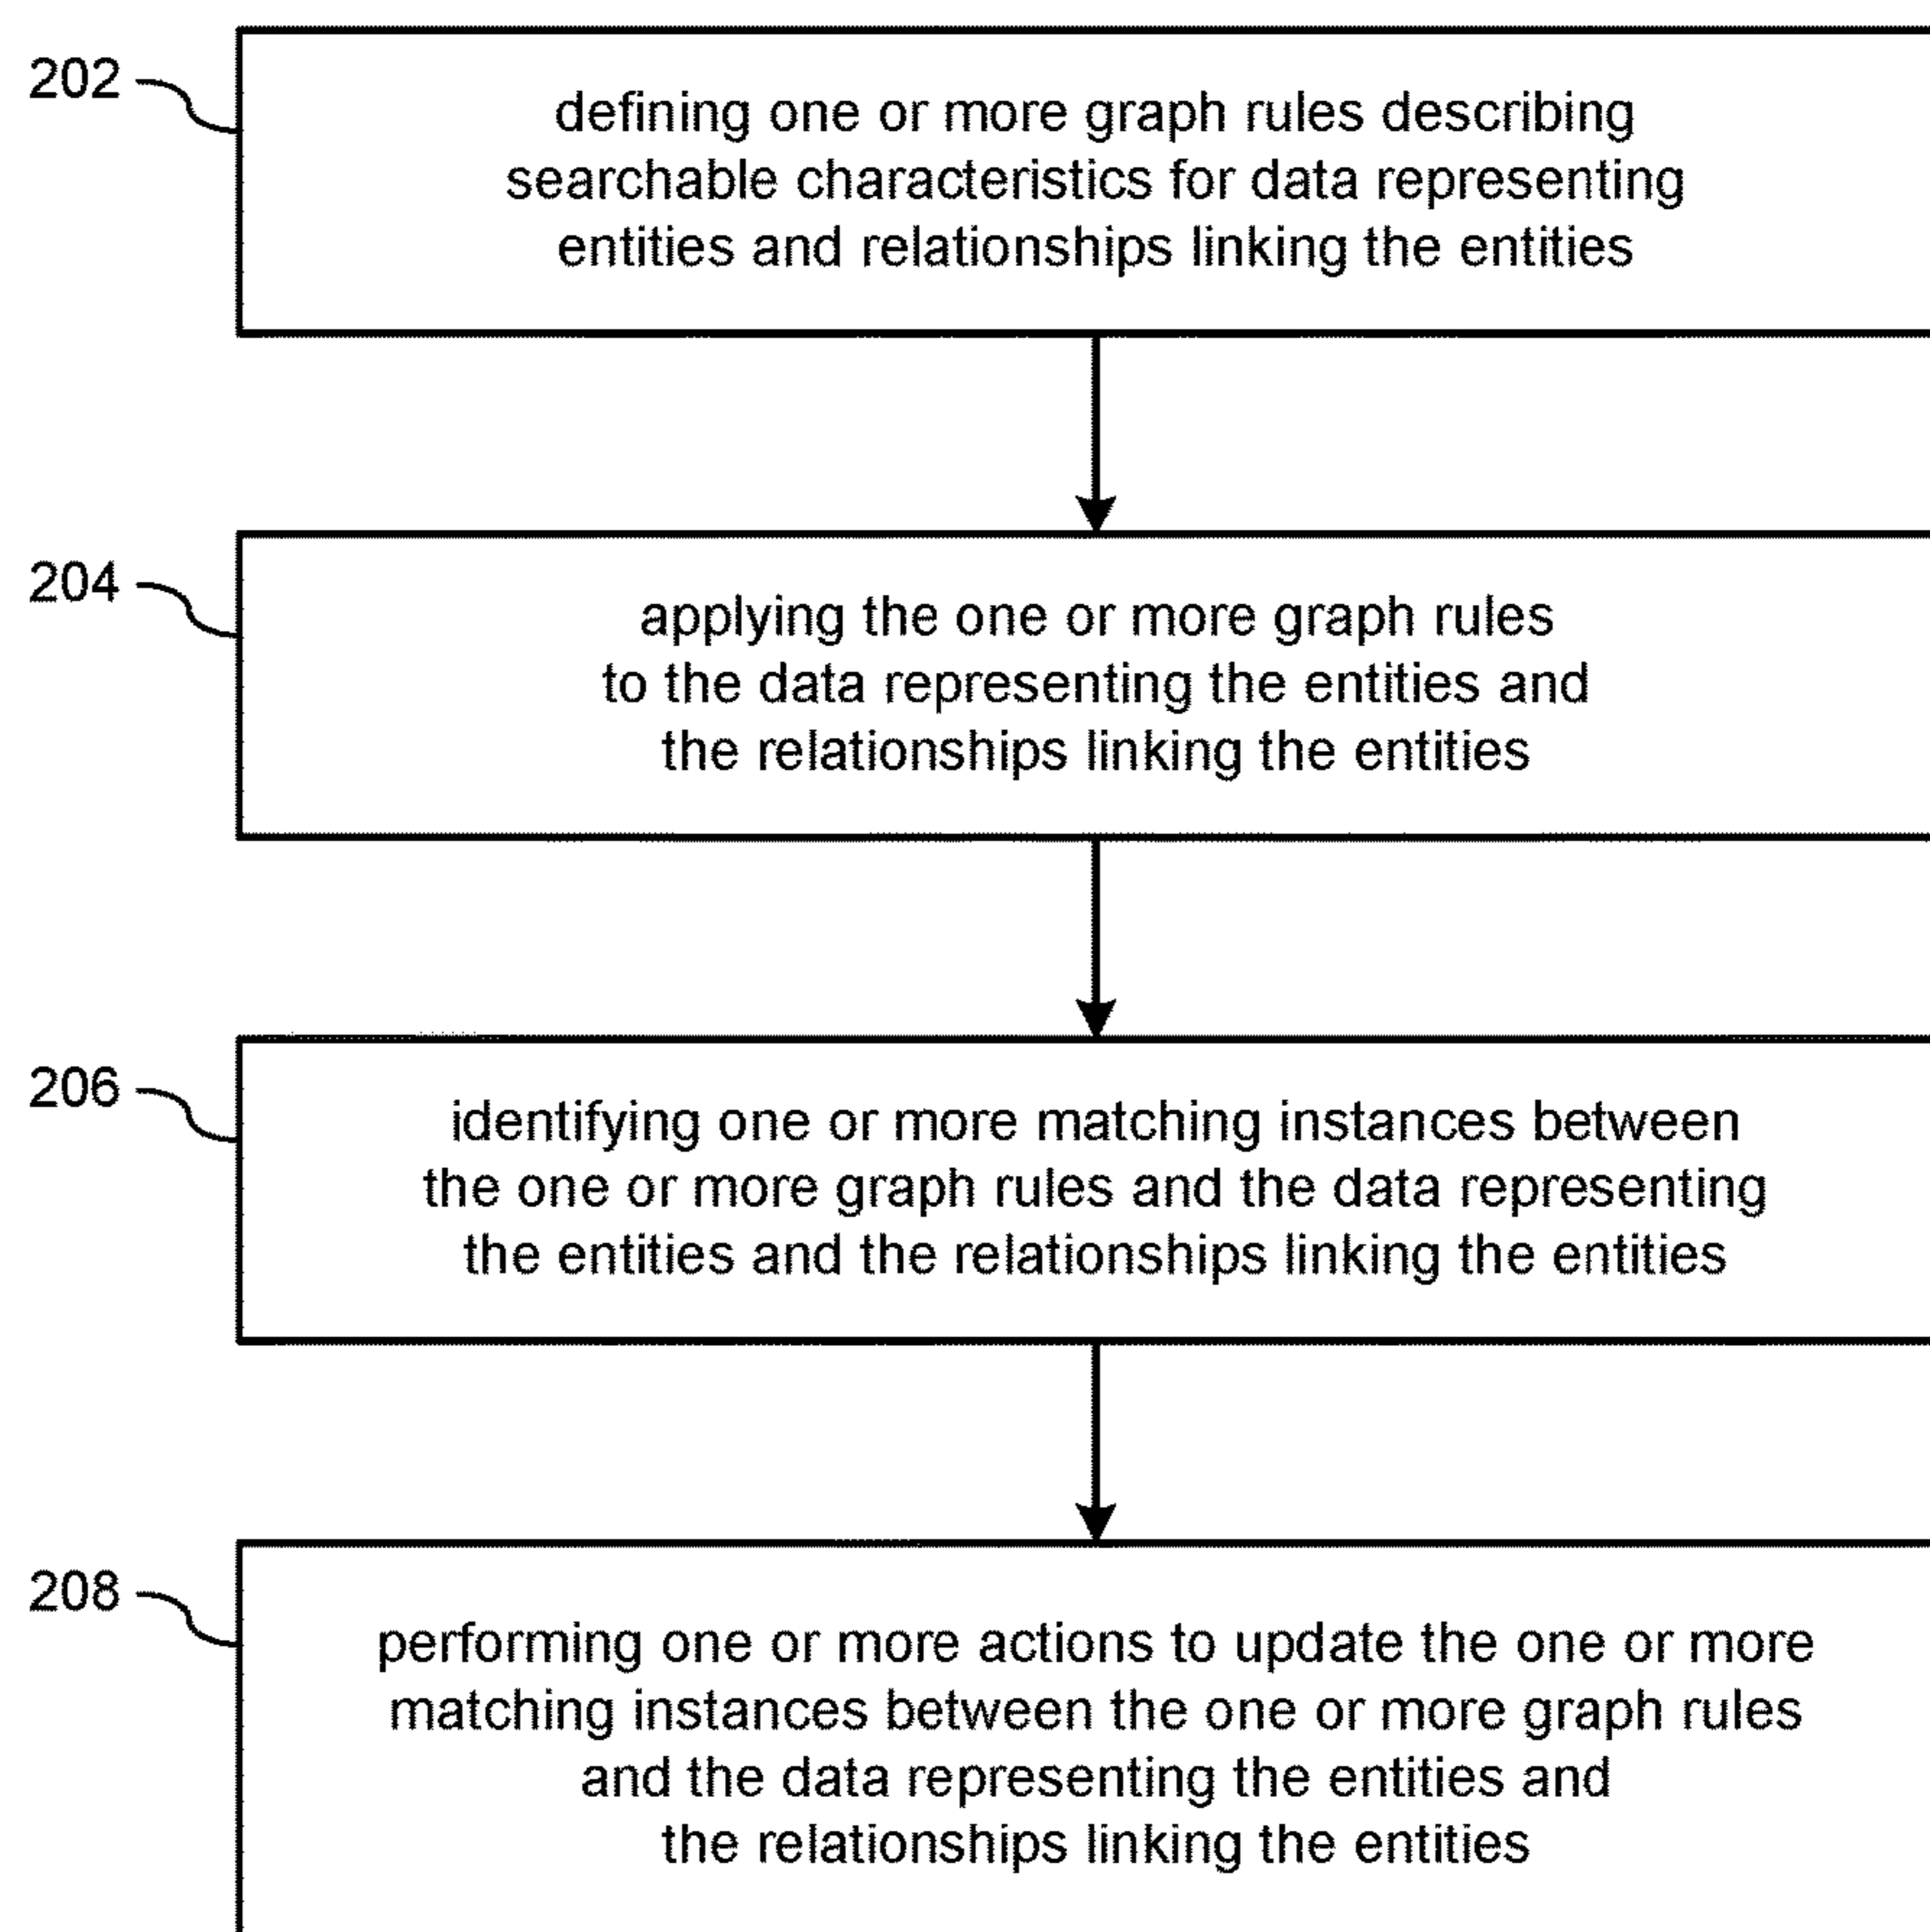 202
defining one or more graph rules describing
searchable characteristics for data representing
entities and relationships linking the entities
204
applying the one or more graph rules
to the data representing the entities and
the relationships linking the entities
206
identifying one or more matching instances between
the one or more graph rules and the data representing
the entities and the relationships linking the entities
208
performing one or more actions to update the one or more
matching instances between the one or more graph rules
and the data representing the entities and
the relationships linking the entities